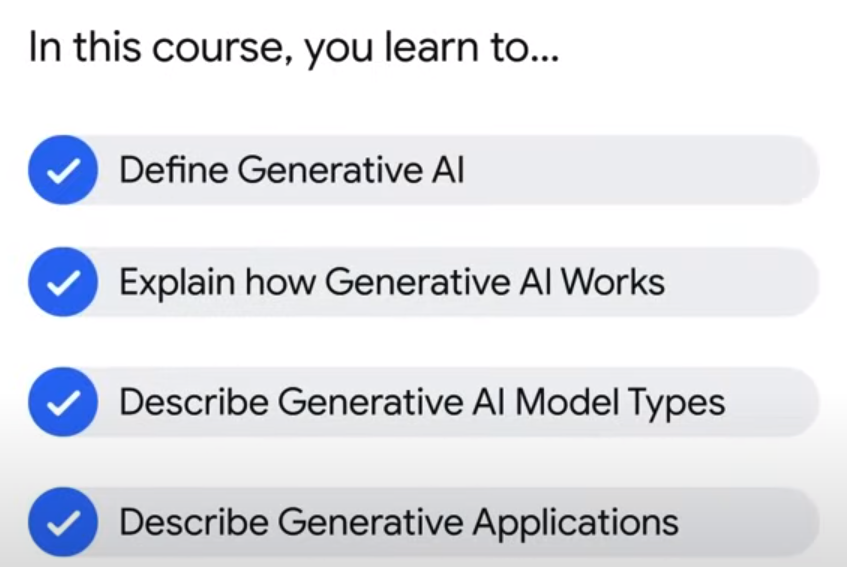 In this course, you learn to...
Define Generative AI
Explain how Generative AI Works
Describe Generative AI Model Types
Describe Generative Applications